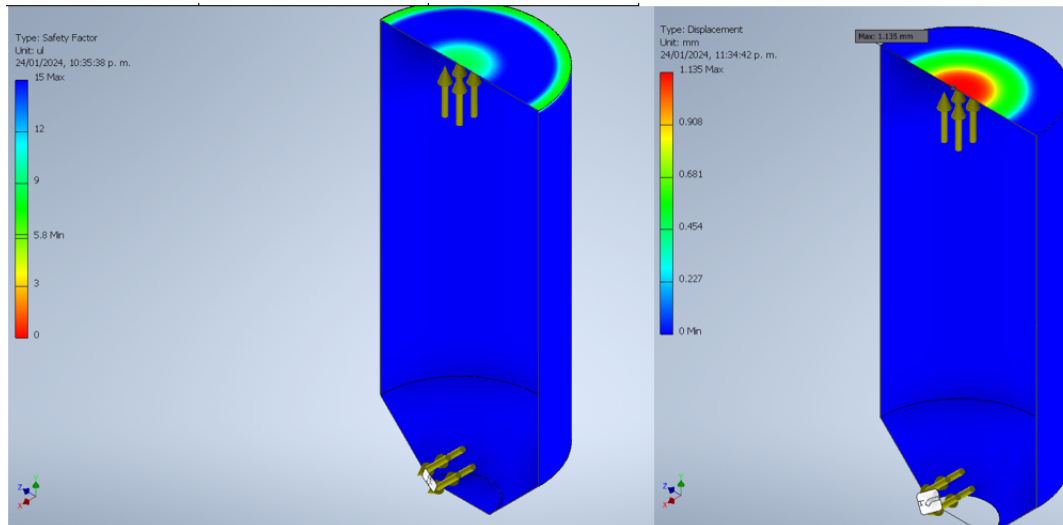 Type: Safety Factor
Unit: ul
24/01/2024, 10:35:38 p. m.
15 Max
12
9
5.8 Min
3
0
Z
Y
X
Type: Displacement
Unit: mm
24/01/2024, 11:34:42 p. m.
1.135 Max
0.908
0.681
0.454
0.227
0 Min
Max: 1.135 mm
Z
Y
X